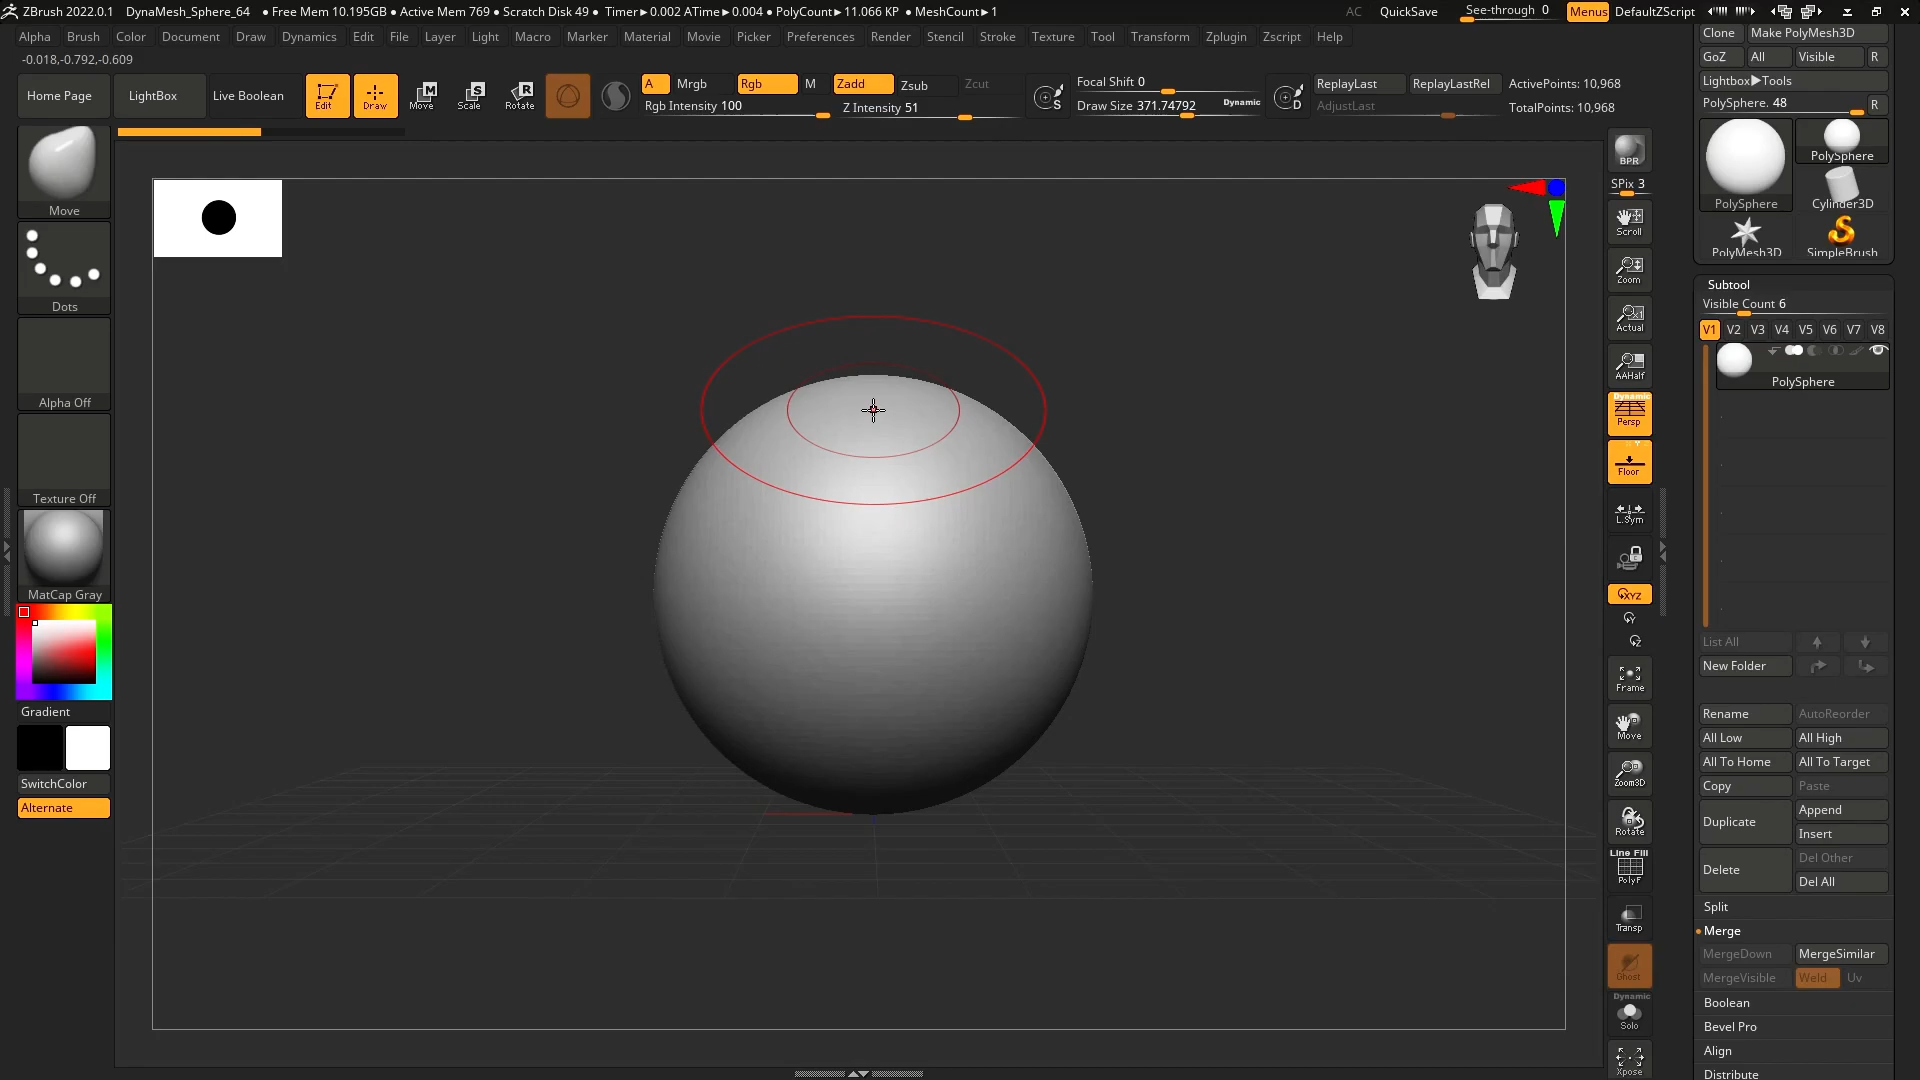 ZBrush 2022.0.1 DynaMesh_Sphere_64 ● Free Mem 10.195GB ● Active Mem 769 ● Scratch Disk 49 ● Timer►0.002 ATime►0.004 ● PolyCount►11.066 KP ● MeshCount►1 AC QuickSave See-through 0 Menus DefaultZScript
Alpha Brush Color Document Draw Dynamics Edit File Layer Light Macro Marker Material Movie Picker Preferences Render Stencil Stroke Texture Tool Transform Zplugin Zscript Help
-0.018,-0.792,-0.609
Home Page LightBox Live Boolean Edit Draw Move Scale Rotate
A Mrgb Rgb M Zadd Zsub Zcut
Rgb Intensity 100 Z Intensity 51
Focal Shift 0
Draw Size 371.74792 Dynamic
S D
ReplayLast ReplayLastRel ActivePoints: 10,968
AdjustLast TotalPoints: 10,968
Move
Dots
Alpha Off
Texture Off
MatCap Gray
Gradient
SwitchColor
Alternate
BPR
SPix 3
Scroll
Zoom
Actual
AAHalf
Dynamic
Persp
Floor
L.Sym
XYZ
Y
Z
Frame
Move
Zoom3D
Rotate
Line Fill
PolyF
Transp
Ghost
Dynamic
Solo
Xpose
Clone Make PolyMesh3D
GoZ All Visible R
Lightbox►Tools
PolySphere. 48 R
PolySphere PolySphere
Cylinder3D
PolyMesh3D SimpleBrush
Subtool
Visible Count 6
V1 V2 V3 V4 V5 V6 V7 V8
PolySphere
List All
New Folder
Rename AutoReorder
All Low All High
All To Home All To Target
Copy Paste
Duplicate Append
Insert
Delete Del Other
Del All
Split
Merge
MergeDown MergeSimilar
MergeVisible Weld Uv
Boolean
Bevel Pro
Align
Distribute